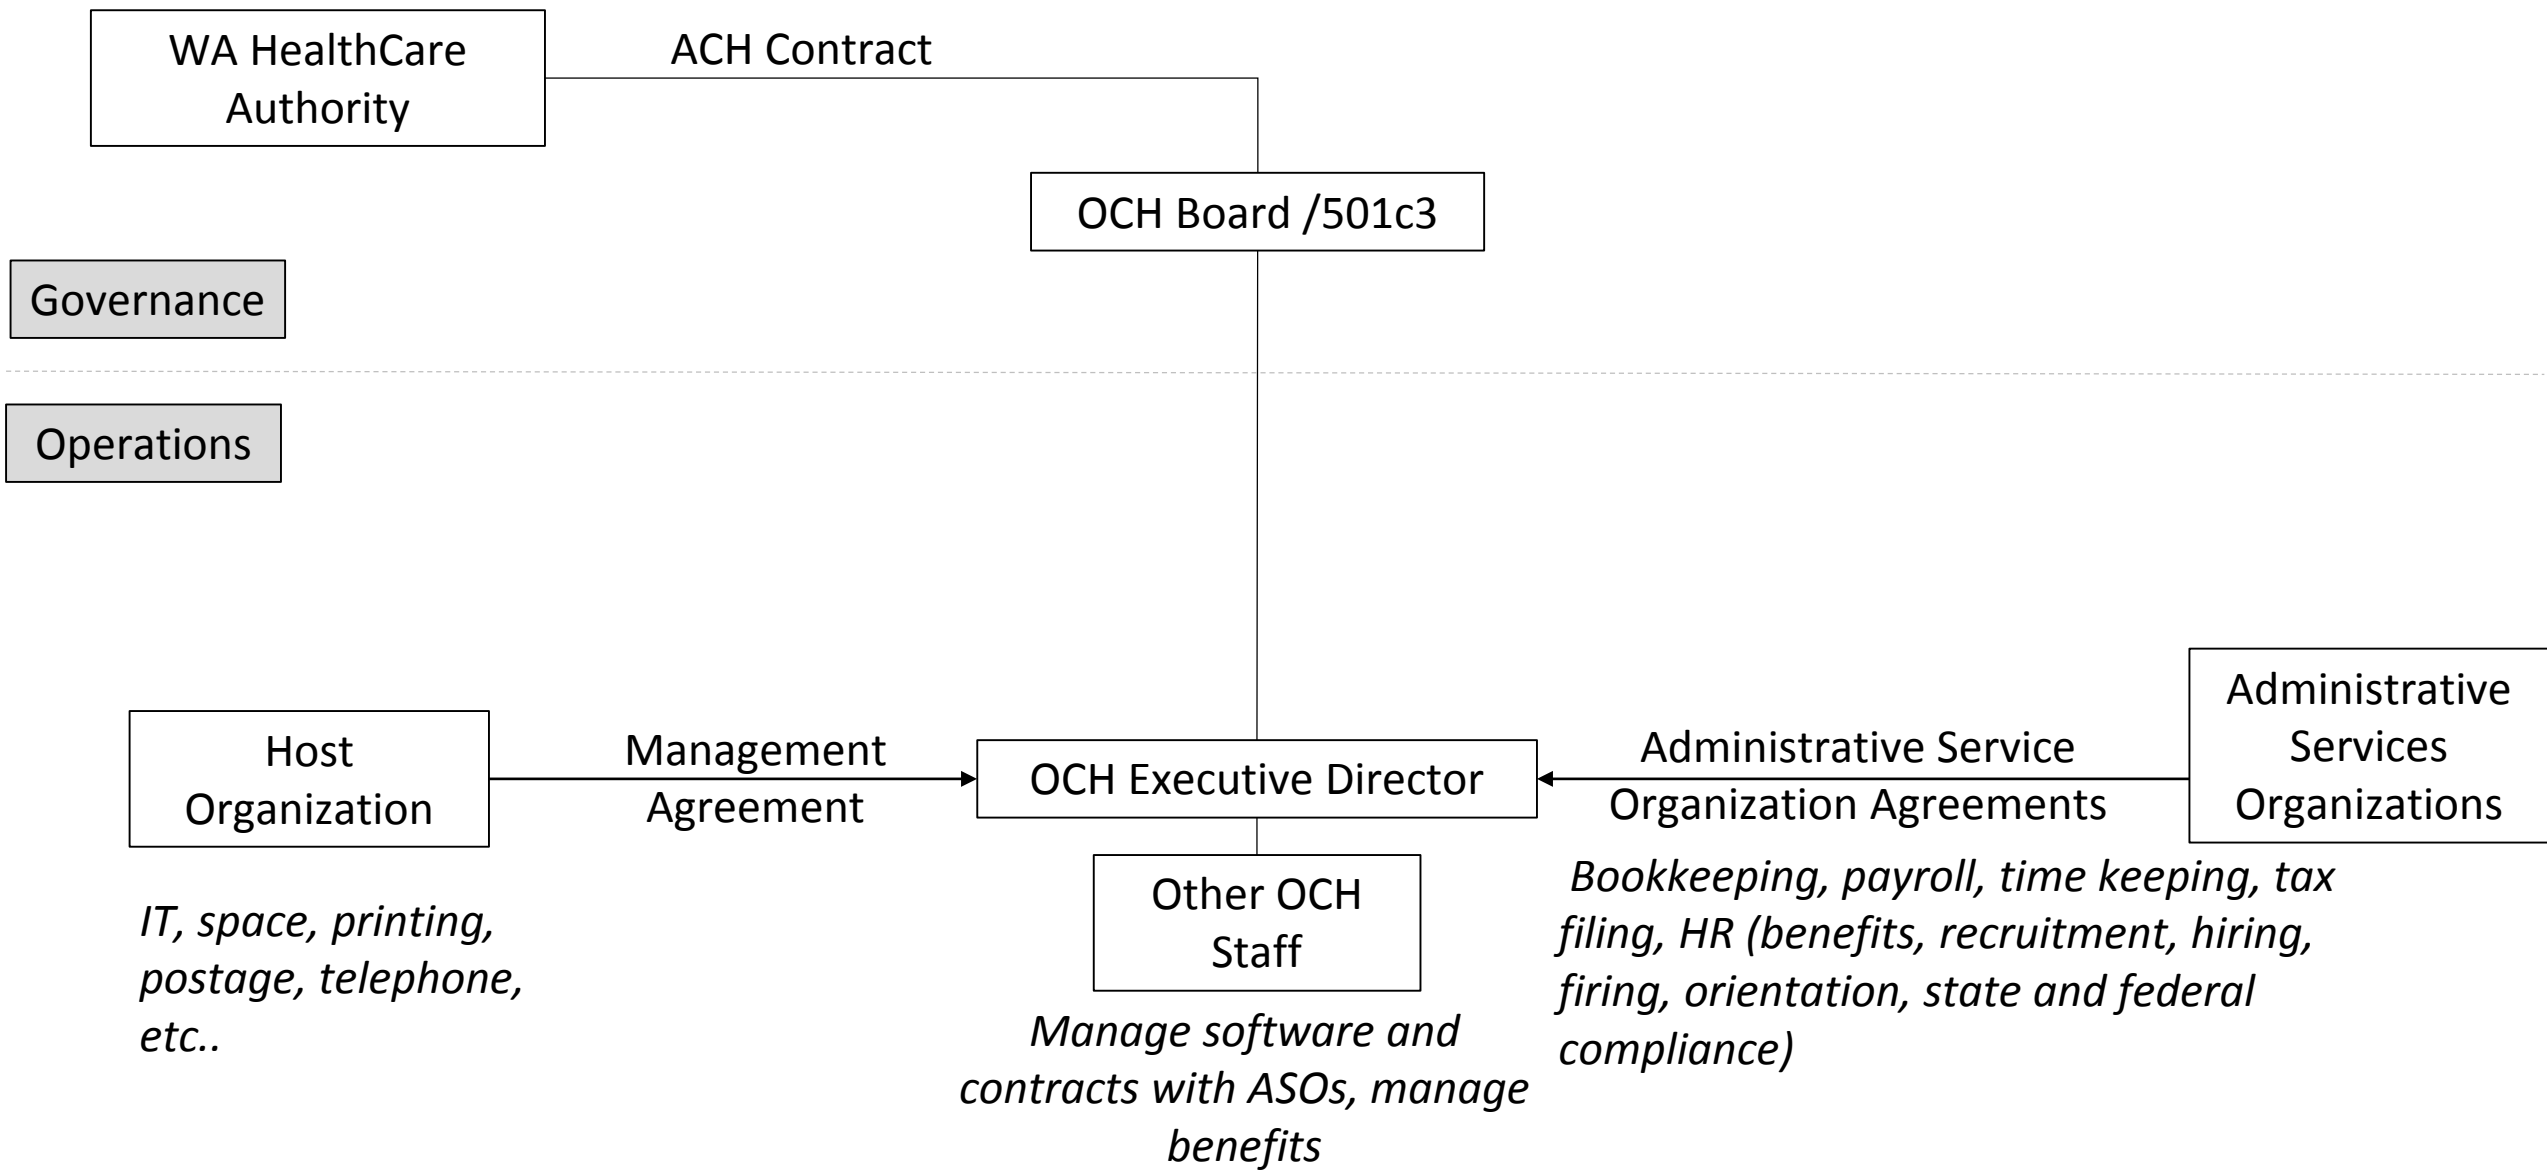 WA HealthCare
Authority
ACH Contract
OCH Board /501c3
Governance
Operations
Host
Organization
Management
Agreement
OCH Executive Director
Administrative Service
Organization Agreements
Administrative
Services
Organizations
IT, space, printing,
postage, telephone,
etc..
Other OCH
Staff
Manage software and
contracts with ASOs, manage
benefits
Bookkeeping, payroll, time keeping, tax
filing, HR (benefits, recruitment, hiring,
firing, orientation, state and federal
compliance)